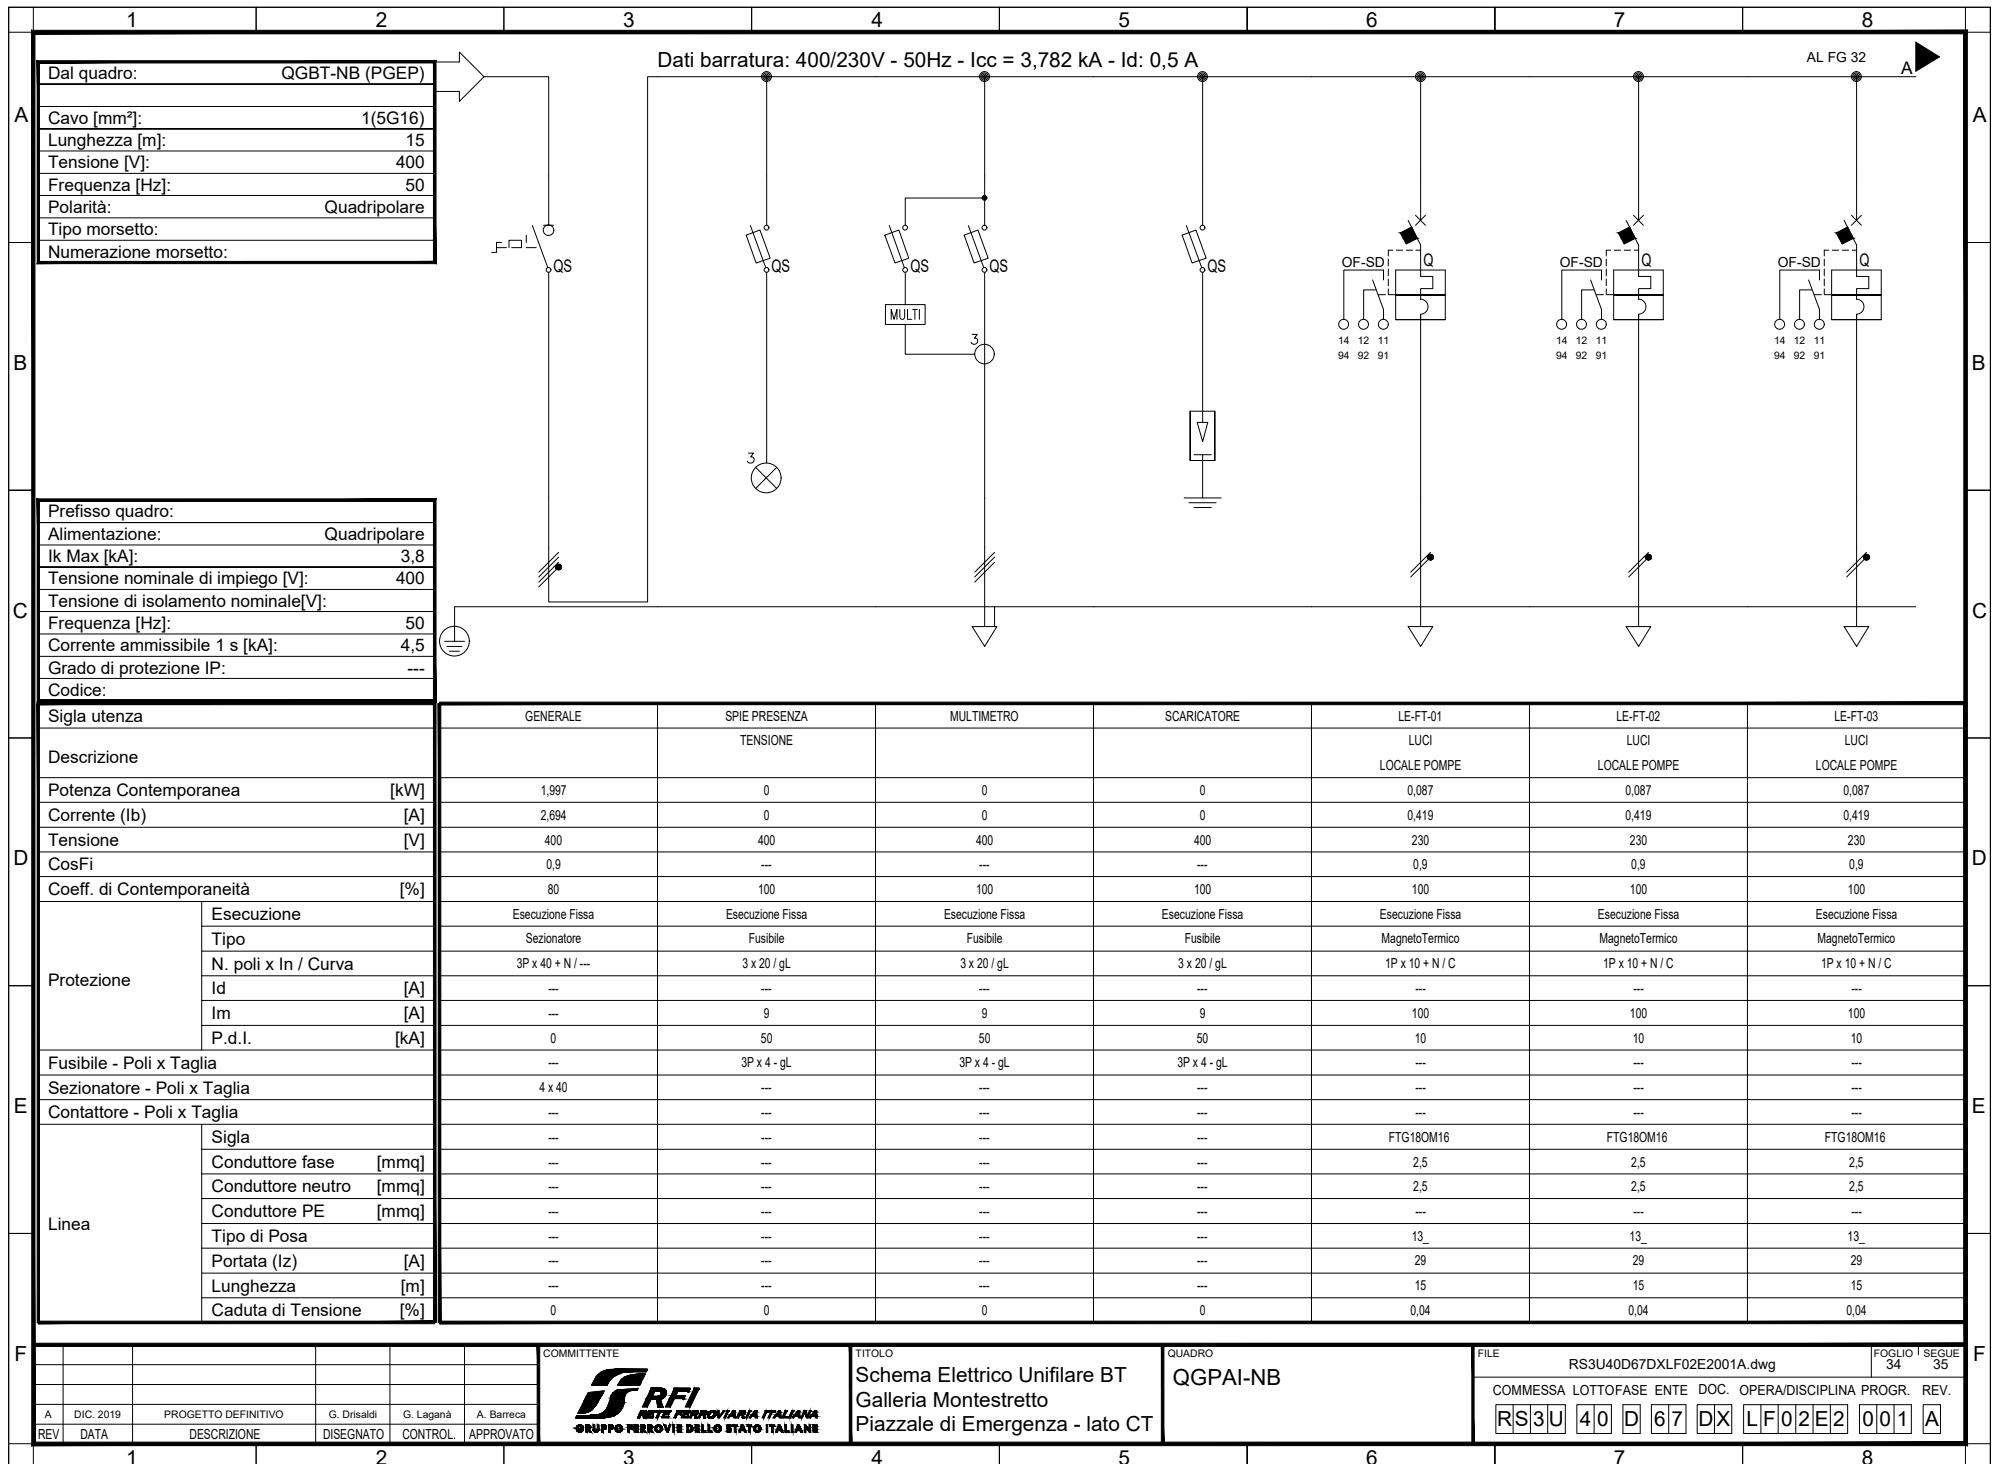 1 2 3 4 5 6 7 8
Dati barratura: 400/230V - 50Hz - Icc = 3,782 kA - Id: 0,5 A
AL FG 32
A
Dal quadro: QGBT-NB (PGEP)
Cavo [mm²]: 1(5G16)
Lunghezza [m]: 15
Tensione [V]: 400
Frequenza [Hz]: 50
Polarità: Quadripolare
Tipo morsetto:
Numerazione morsetto:
A A
QS QS QS QS QS
OF-SD Q OF-SD Q OF-SD Q
MULTI
3
14 12 11 14 12 11 14 12 11
94 92 91 94 92 91 94 92 91
B B
3
Prefisso quadro:
Alimentazione: Quadripolare
Ik Max [kA]: 3,8
Tensione nominale di impiego [V]: 400
Tensione di isolamento nominale[V]:
Frequenza [Hz]: 50
Corrente ammissibile 1 s [kA]: 4,5
Grado di protezione IP: ---
Codice:
C C
Sigla utenza GENERALE SPIE PRESENZA MULTIMETRO SCARICATORE LE-FT-01 LE-FT-02 LE-FT-03
Descrizione TENSIONE LUCI LUCI LUCI
LOCALE POMPE LOCALE POMPE LOCALE POMPE
Potenza Contemporanea [kW] 1,997 0 0 0 0,087 0,087 0,087
Corrente (Ib) [A] 2,694 0 0 0 0,419 0,419 0,419
Tensione [V] 400 400 400 400 230 230 230
CosFi 0,9 --- --- --- 0,9 0,9 0,9
D D
Coeff. di Contemporaneità [%] 80 100 100 100 100 100 100
Protezione
Esecuzione Esecuzione Fissa Esecuzione Fissa Esecuzione Fissa Esecuzione Fissa Esecuzione Fissa Esecuzione Fissa Esecuzione Fissa
Tipo Sezionatore Fusibile Fusibile Fusibile MagnetoTermico MagnetoTermico MagnetoTermico
N. poli x In / Curva 3P x 40 + N / --- 3 x 20 / gL 3 x 20 / gL 3 x 20 / gL 1P x 10 + N / C 1P x 10 + N / C 1P x 10 + N / C
Id [A] --- --- --- --- --- --- ---
Im [A] --- 9 9 9 100 100 100
P.d.I. [kA] 0 50 50 50 10 10 10
Fusibile - Poli x Taglia --- 3P x 4 - gL 3P x 4 - gL 3P x 4 - gL --- --- ---
Sezionatore - Poli x Taglia 4 x 40 --- --- --- --- --- ---
E E
Contattore - Poli x Taglia --- --- --- --- --- --- ---
Linea
Sigla --- --- --- --- FTG18OM16 FTG18OM16 FTG18OM16
Conduttore fase [mmq] --- --- --- --- 2,5 2,5 2,5
Conduttore neutro [mmq] --- --- --- --- 2,5 2,5 2,5
Conduttore PE [mmq] --- --- --- --- --- --- ---
Tipo di Posa --- --- --- --- 13_ 13_ 13_
Portata (Iz) [A] --- --- --- --- 29 29 29
Lunghezza [m] --- --- --- --- 15 15 15
Caduta di Tensione [%] 0 0 0 0 0,04 0,04 0,04
F F
A DIC. 2019 PROGETTO DEFINITIVO G. Drisaldi G. Laganà A. Barreca
REV DATA DESCRIZIONE DISEGNATO CONTROL. APPROVATO
COMMITTENTE
RFI
RETE FERROVIARIA ITALIANA
GRUPPO FERROVIE DELLO STATO ITALIANE
TITOLO
Schema Elettrico Unifilare BT
Galleria Montestretto
Piazzale di Emergenza - lato CT
QUADRO
QGPAI-NB
FILE
RS3U40D67DXLF02E2001A.dwg
FOGLIO SEGUE
34 35
COMMESSA LOTTO FASE ENTE DOC. OPERA/DISCIPLINA PROGR. REV.
RS3U 40 D 67 DX LF02E2 001 A
1 2 3 4 5 6 7 8